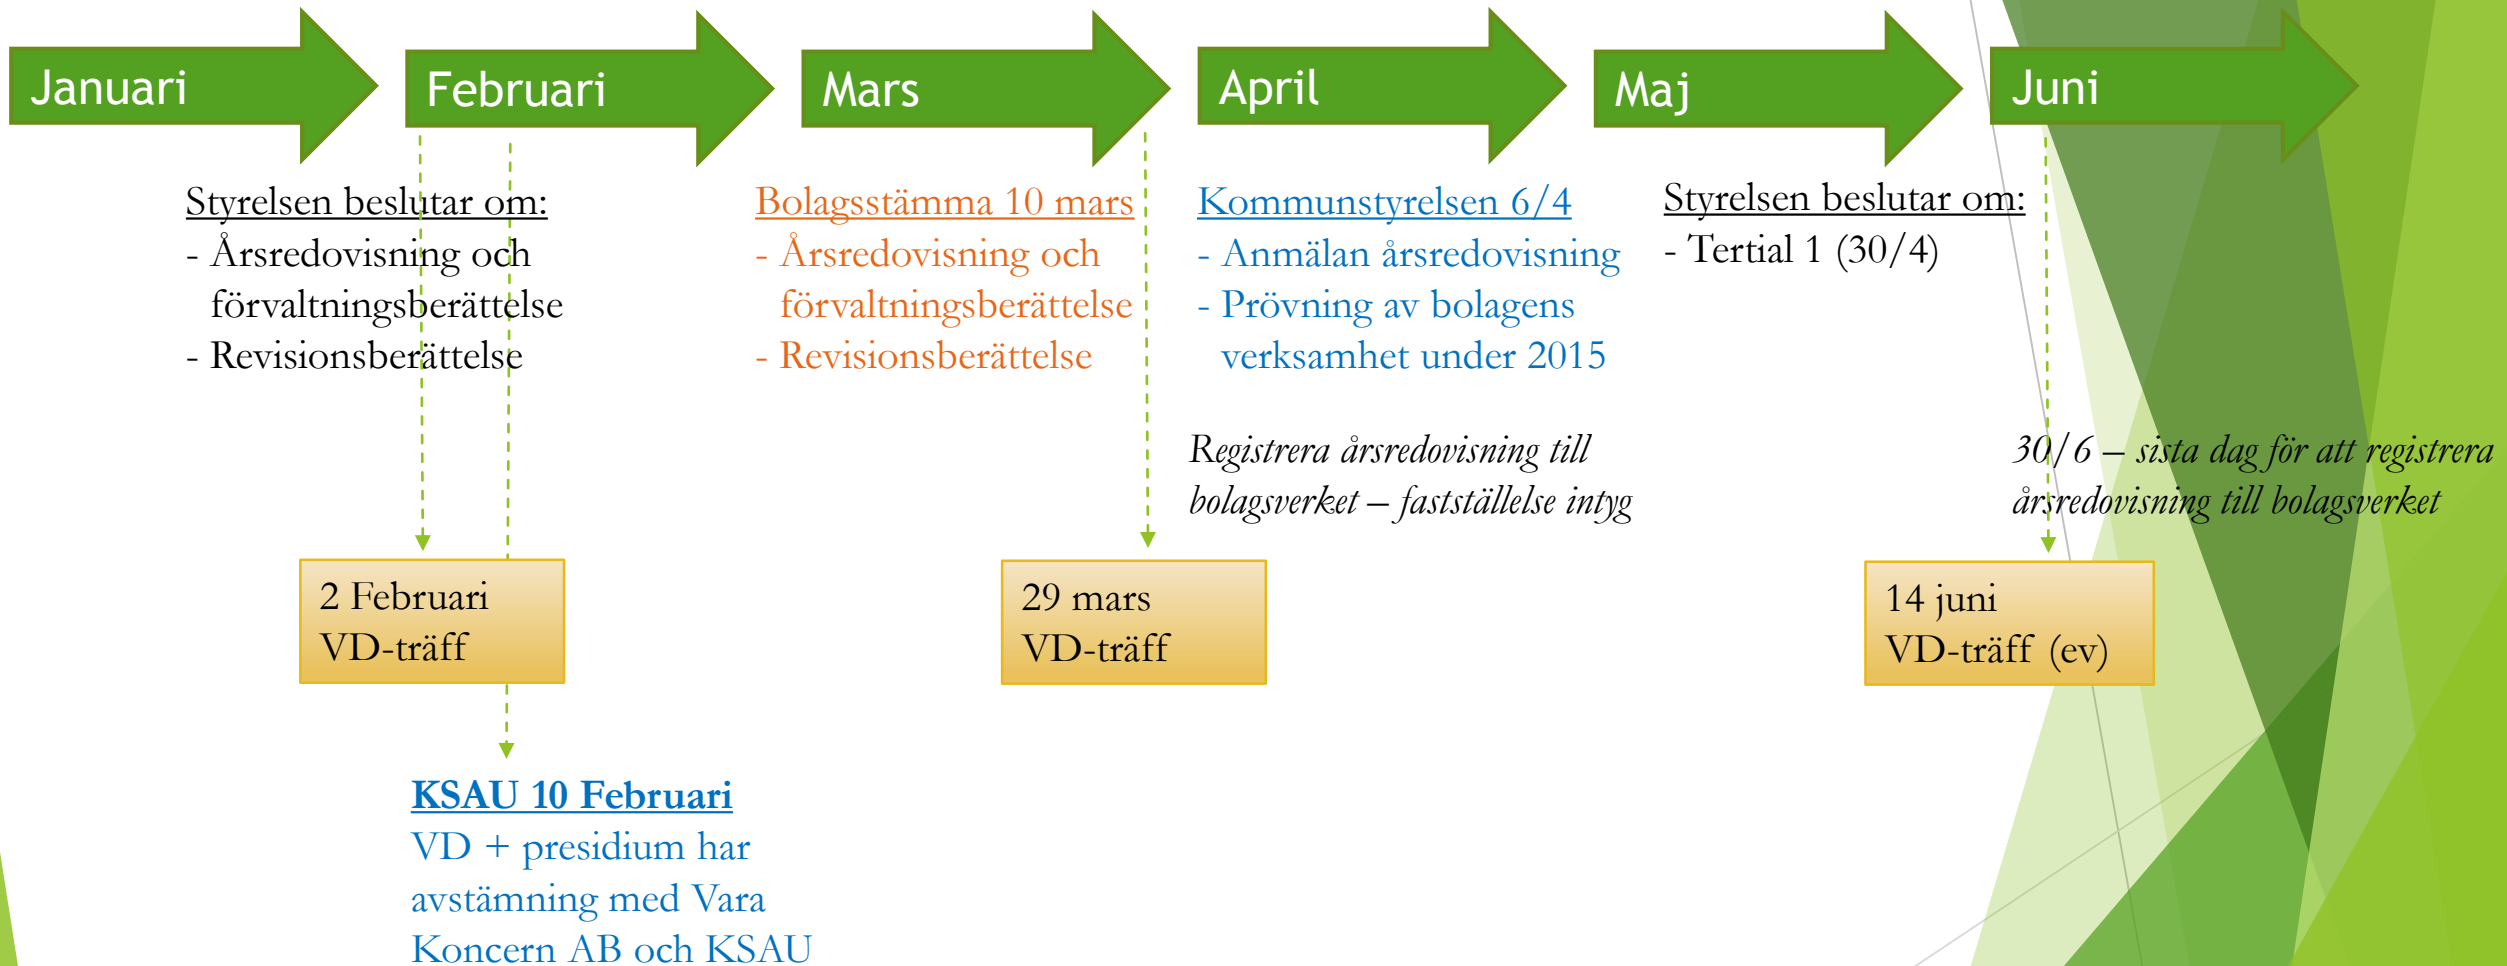 Januari
Februari
Mars
April
Maj
Juni
Styrelsen beslutar om:
- Årsredovisning och
förvaltningsberättelse
- Revisionsberättelse
Bolagsstämma 10 mars
- Årsredovisning och
förvaltningsberättelse
- Revisionsberättelse
Kommunstyrelsen 6/4
- Anmälan årsredovisning
- Prövning av bolagens
verksamhet under 2015
Registrera årsredovisning till
bolagsverket – fastställelse intyg
Styrelsen beslutar om:
- Tertial 1 (30/4)
30/6 – sista dag för att registrera
årsredovisning till bolagsverket
2 Februari
VD-träff
29 mars
VD-träff
14 juni
VD-träff (ev)
KSAU 10 Februari
VD + presidium har
avstämning med Vara
Koncern AB och KSAU